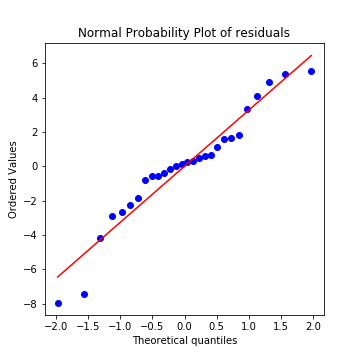 Normal Probability Plot of residuals
Ordered Values
6
4
2
0
−2
−4
−6
−8
−2.0 −1.5 −1.0 −0.5 0.0 0.5 1.0 1.5 2.0
Theoretical quantiles